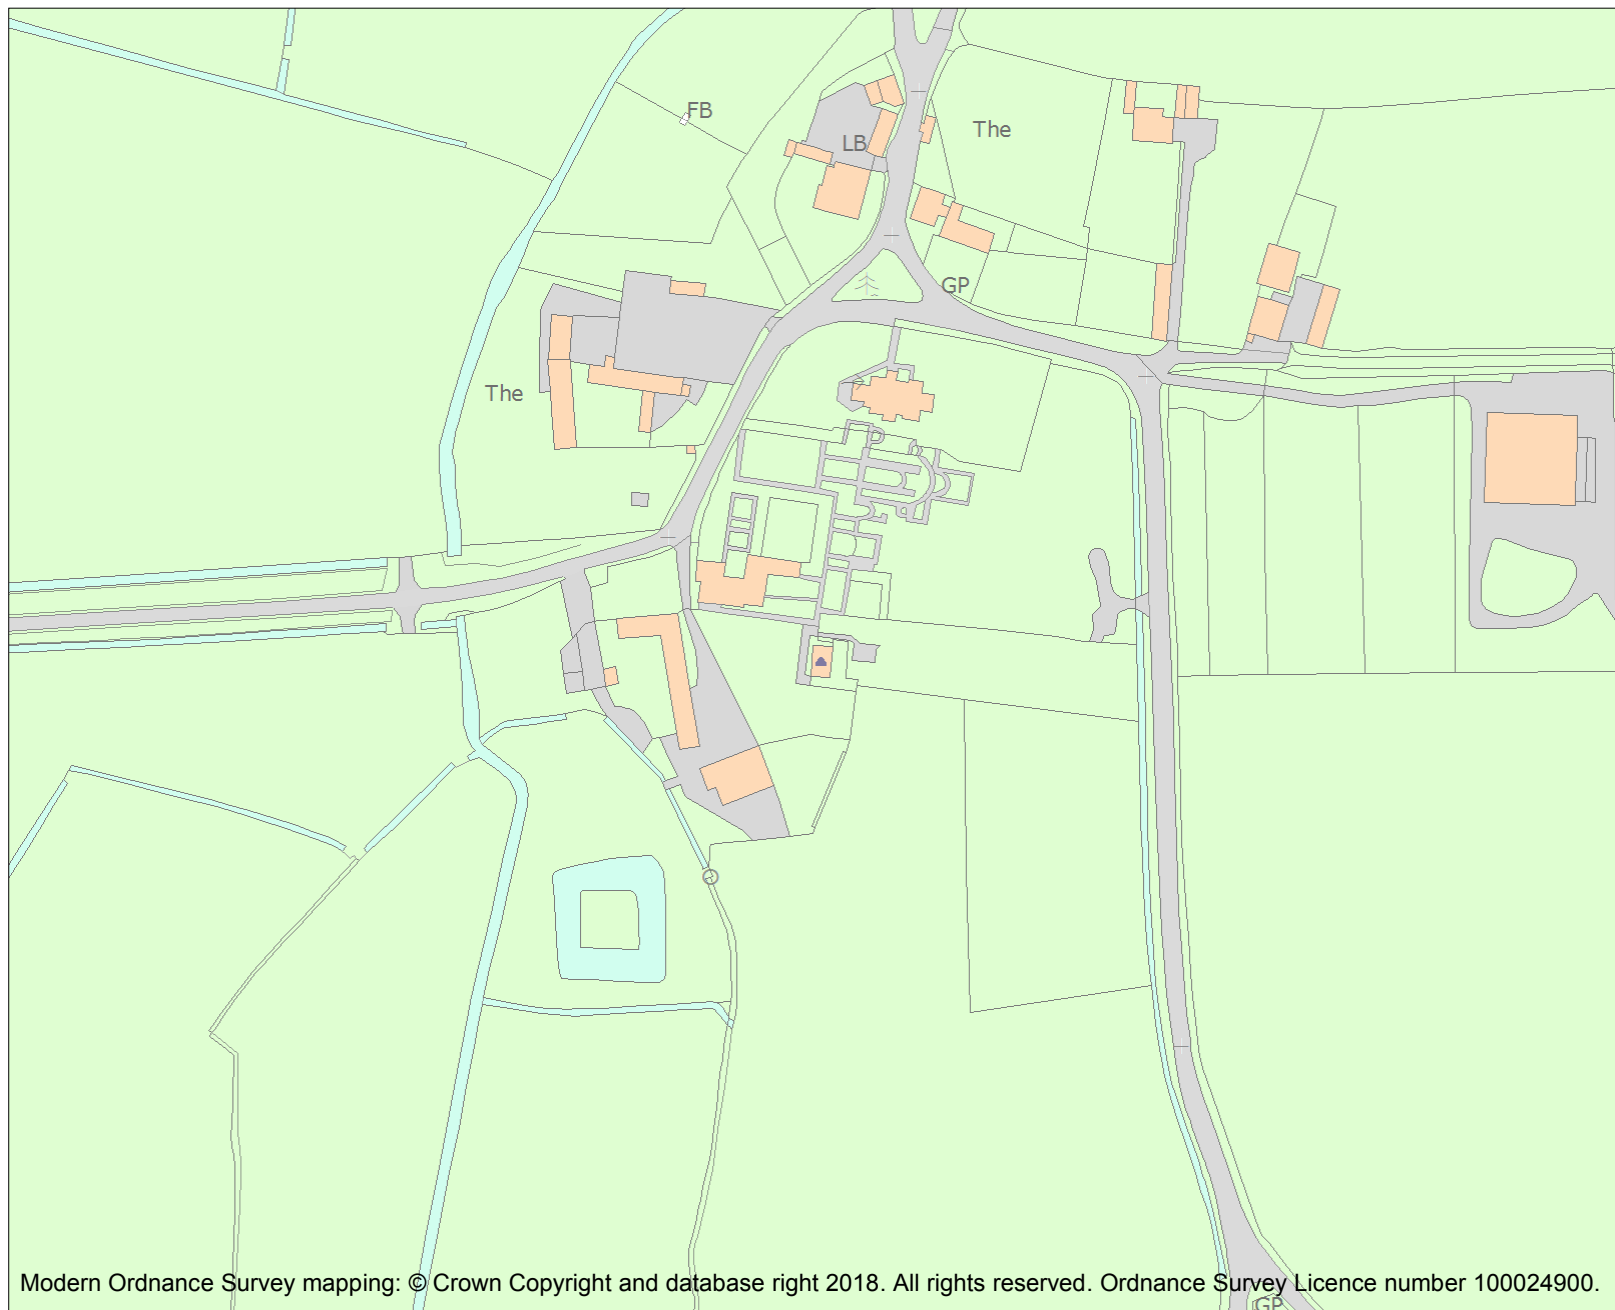 FB
The
LB
GP
The
GP
Modern Ordnance Survey mapping: © Crown Copyright and database right 2018. All rights reserved. Ordnance Survey Licence number 100024900.